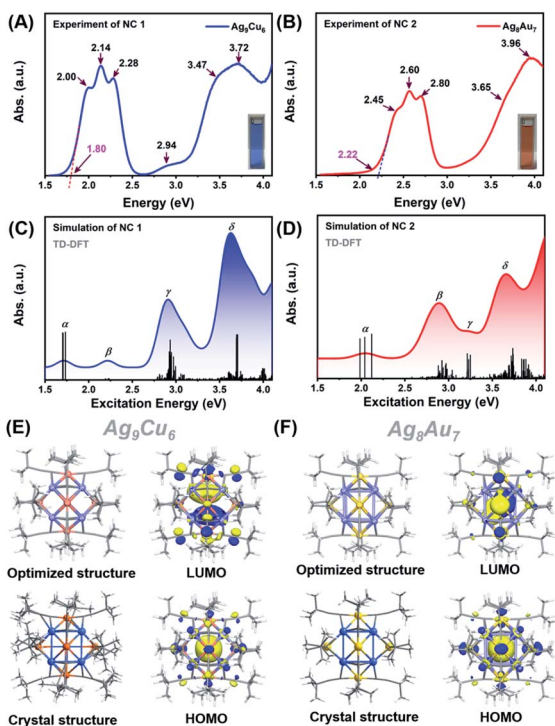 (A)
Experiment of NC 1
Ag₉Cu₆
2.00
2.14
2.28
1.80
2.94
3.47
3.72
Abs. (a.u.)
1.5 2.0 2.5 3.0 3.5 4.0
Energy (eV)
(B)
Experiment of NC 2
Ag₈Au₇
2.22
2.45
2.60
2.80
3.65
3.96
Abs. (a.u.)
1.5 2.0 2.5 3.0 3.5 4.0
Energy (eV)
(C)
Simulation of NC 1
TD-DFT
α
β
γ
δ
Abs. (a.u.)
1.5 2.0 2.5 3.0 3.5 4.0
Excitation Energy (eV)
(D)
Simulation of NC 2
TD-DFT
α
β
γ
δ
Abs. (a.u.)
1.5 2.0 2.5 3.0 3.5 4.0
Excitation Energy (eV)
(E)
Ag₉Cu₆
Optimized structure
LUMO
Crystal structure
HOMO
(F)
Ag₈Au₇
Optimized structure
LUMO
Crystal structure
HOMO